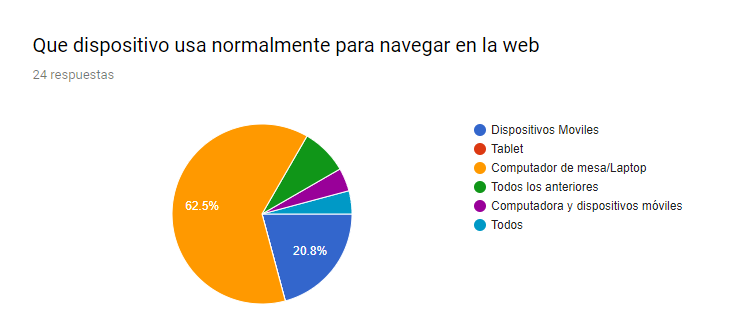 Que dispositivo usa normalmente para navegar en la web
24 respuestas
62.5%
20.8%
Dispositivos Moviles
Tablet
Computador de mesa/Laptop
Todos los anteriores
Computadora y dispositivos móviles
Todos